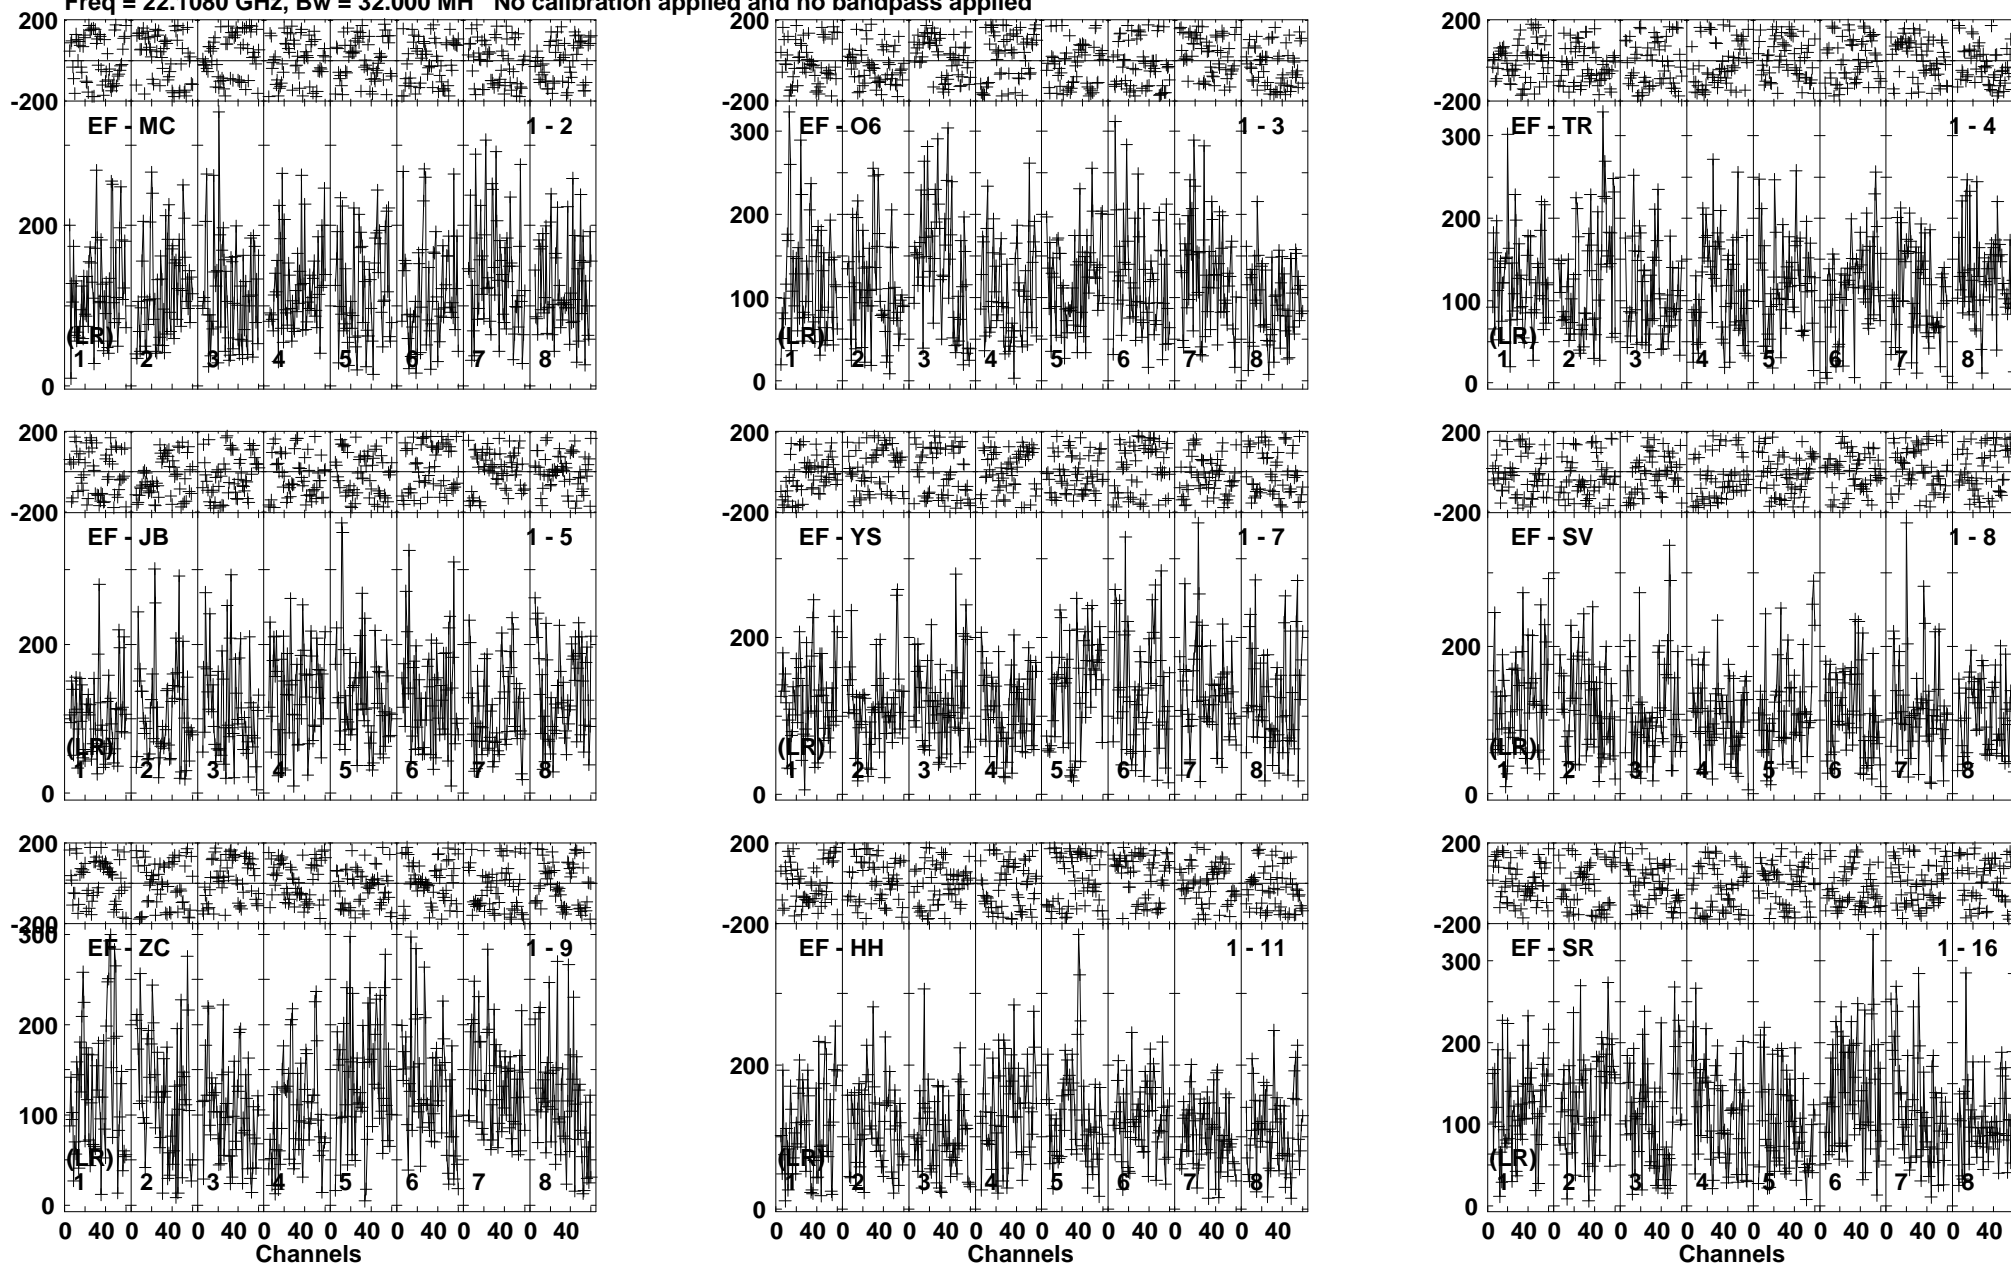 Freq = 22.1080 GHz, Bw = 32.000 MH No calibration applied and no bandpass applied
200 200 200
-200 -200 -200
EF - MC 1 - 2 EF - O6 1 - 3 EF - TR 1 - 4
300 300
200 200 200
100 100
(LR) (LR) (LR)
1 2 3 4 5 6 7 8 1 2 3 4 5 6 7 8 1 2 3 4 5 6 7 8
0 0 0
200 200 200
-200 -200 -200
EF - JB 1 - 5 EF - YS 1 - 7 EF - SV 1 - 8
200 200 200
(LR) (LR) (LR)
1 2 3 4 5 6 7 8 1 2 3 4 5 6 7 8 1 2 3 4 5 6 7 8
0 0 0
200 200 200
-200 -200 -200
300
EF - ZC 1 - 9 EF - HH 1 - 11 EF - SR 1 - 16
300
200 200 200
100 100
(LR) (LR) (LR)
1 2 3 4 5 6 7 8 1 2 3 4 5 6 7 8 1 2 3 4 5 6 7 8
0 0 0
0 40 0 40 0 40 0 40 0 40 0 40 0 40 0 40 0 40 0 40 0 40 0 40 0 40 0 40 0 40 0 40 0 40 0 40 0 40 0 40 0 40 0 40 0 40 0 40
Channels Channels Channels